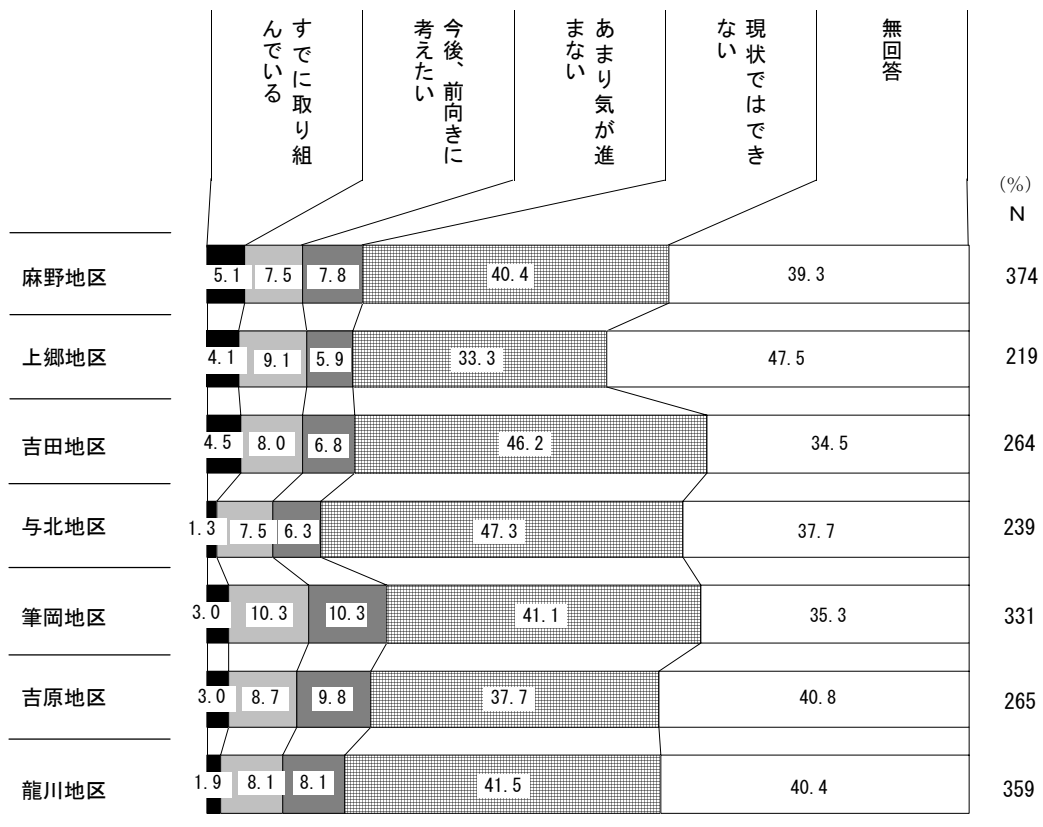 すでに取り組
んでいる
今後、前向きに
考えたい
あまり気が進
まない
現状ではでき
ない
無回答
(%)
N
麻野地区 5.1 7.5 7.8 40.4 39.3 374
上郷地区 4.1 9.1 5.9 33.3 47.5 219
吉田地区 4.5 8.0 6.8 46.2 34.5 264
与北地区 1.3 7.5 6.3 47.3 37.7 239
筆岡地区 3.0 10.3 10.3 41.1 35.3 331
吉原地区 3.0 8.7 9.8 37.7 40.8 265
龍川地区 1.9 8.1 8.1 41.5 40.4 359